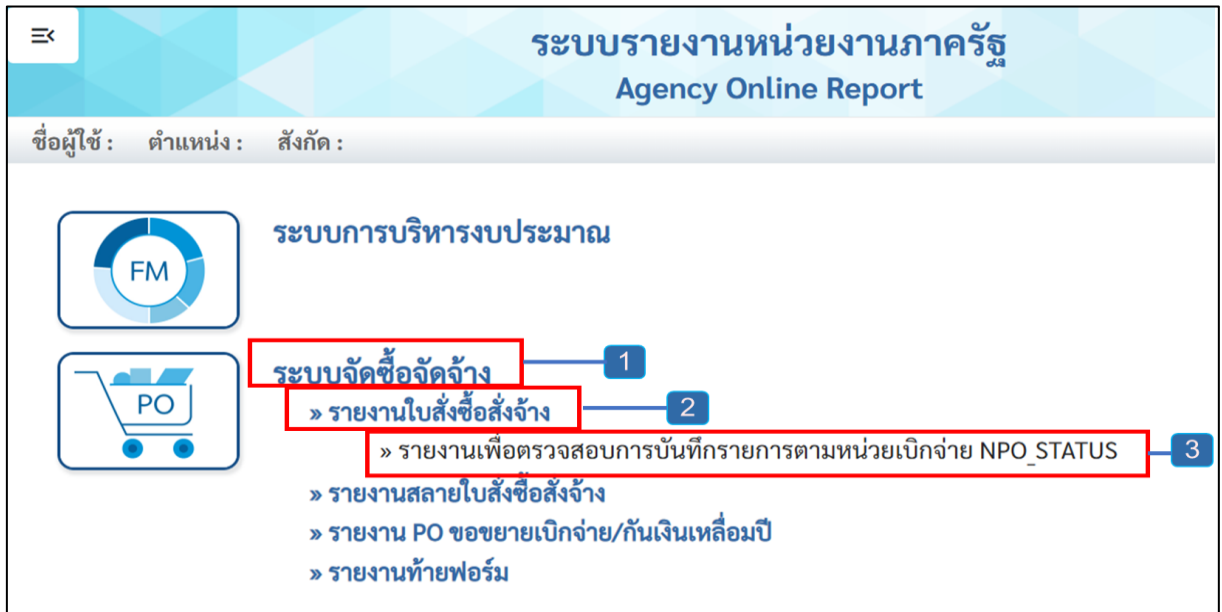 ระบบรายงานหน่วยงานภาครัฐ
Agency Online Report
ชื่อผู้ใช้ : ตำแหน่ง : สังกัด :
FM
ระบบการบริหารงบประมาณ
PO
ระบบจัดซื้อจัดจ้าง 1
» รายงานใบสั่งซื้อสั่งจ้าง 2
» รายงานเพื่อตรวจสอบการบันทึกรายการตามหน่วยเบิกจ่าย NPO_STATUS 3
» รายงานสลายใบสั่งซื้อสั่งจ้าง
» รายงาน PO ขอขยายเบิกจ่าย/กันเงินเหลื่อมปี
» รายงานท้ายฟอร์ม